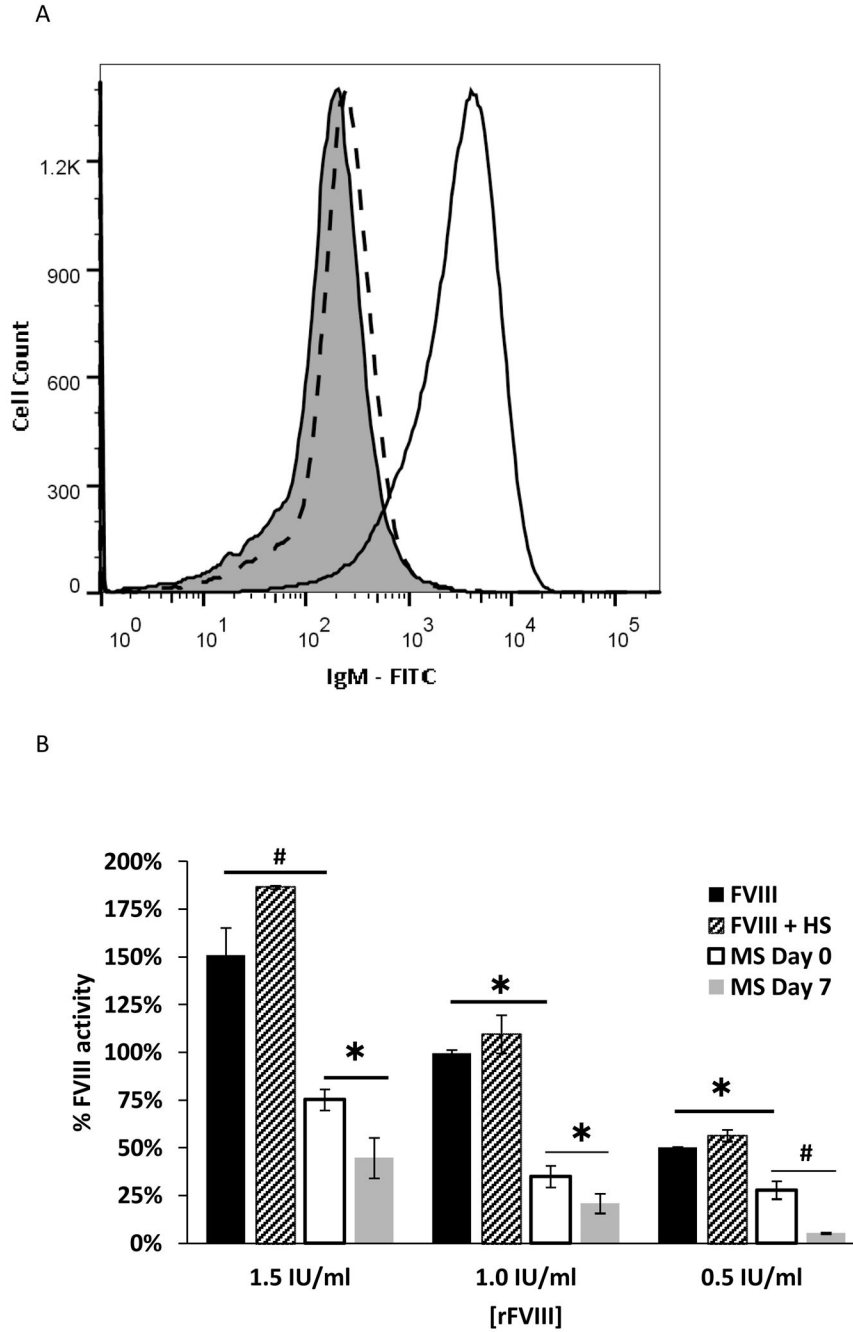 A
1.2K
900
600
300
0
Cell Count
10^0 10^1 10^2 10^3 10^4 10^5
IgM - FITC
B
200%
175%
150%
125%
100%
75%
50%
25%
0%
% FVIII activity
#
*
*
*
*
#
FVIII
FVIII + HS
MS Day 0
MS Day 7
1.5 IU/ml 1.0 IU/ml 0.5 IU/ml
[rFVIII]